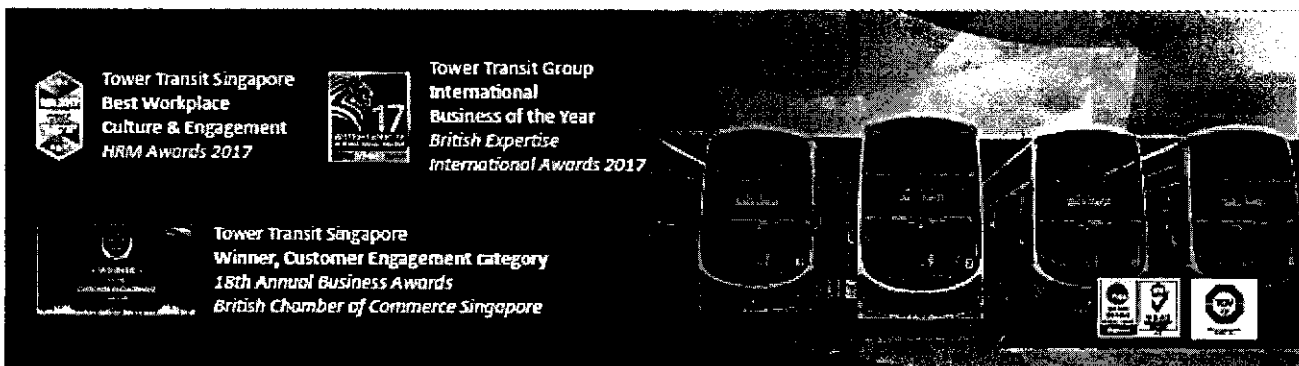 Tower Transit Singapore
Best Workplace
Culture & Engagement
HRM Awards 2017
Tower Transit Group
International
Business of the Year
British Expertise
International Awards 2017
17
Tower Transit Singapore
Winner, Customer Engagement category
18th Annual Business Awards
British Chamber of Commerce Singapore
WINNER